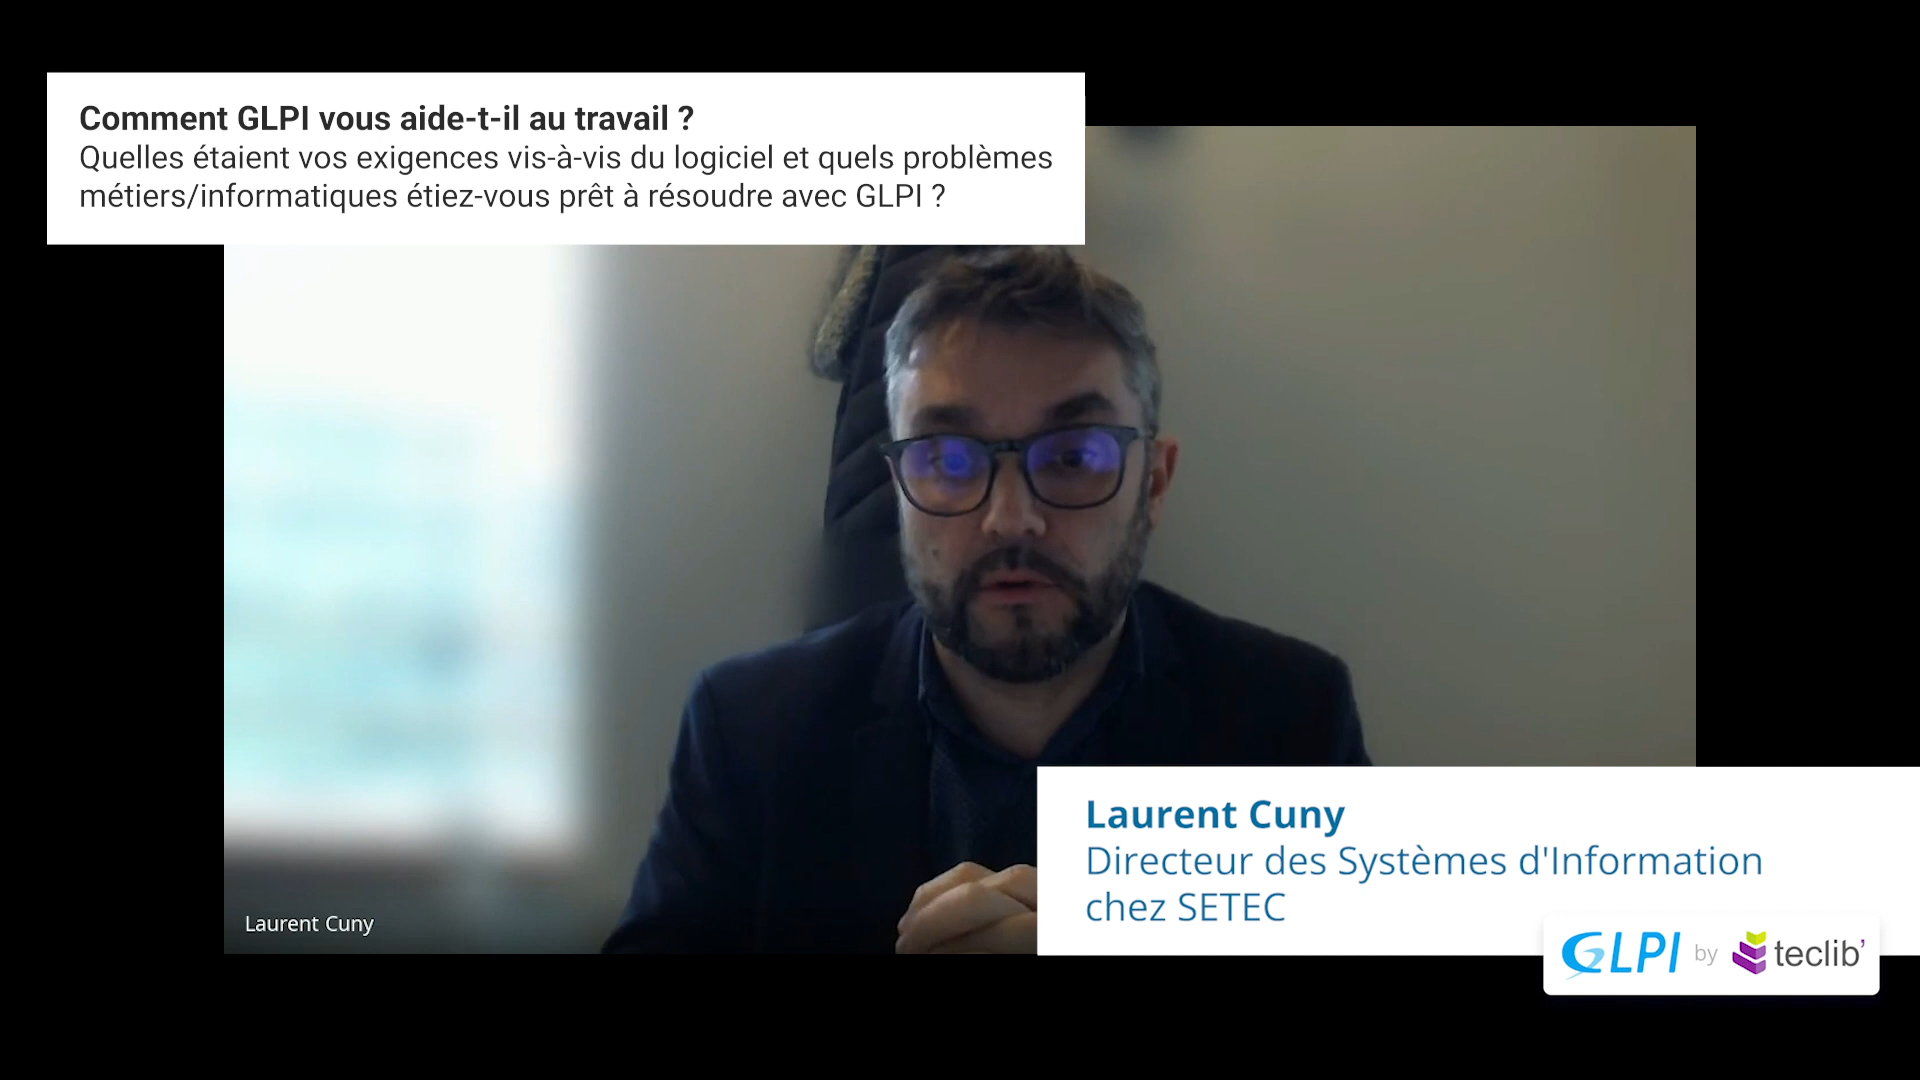 Comment GLPI vous aide-t-il au travail ?
Quelles étaient vos exigences vis-à-vis du logiciel et quels problèmes
métiers/informatiques étiez-vous prêt à résoudre avec GLPI ?
Laurent Cuny
Directeur des Systèmes d'Information
chez SETEC
Laurent Cuny
GLPI by teclib'